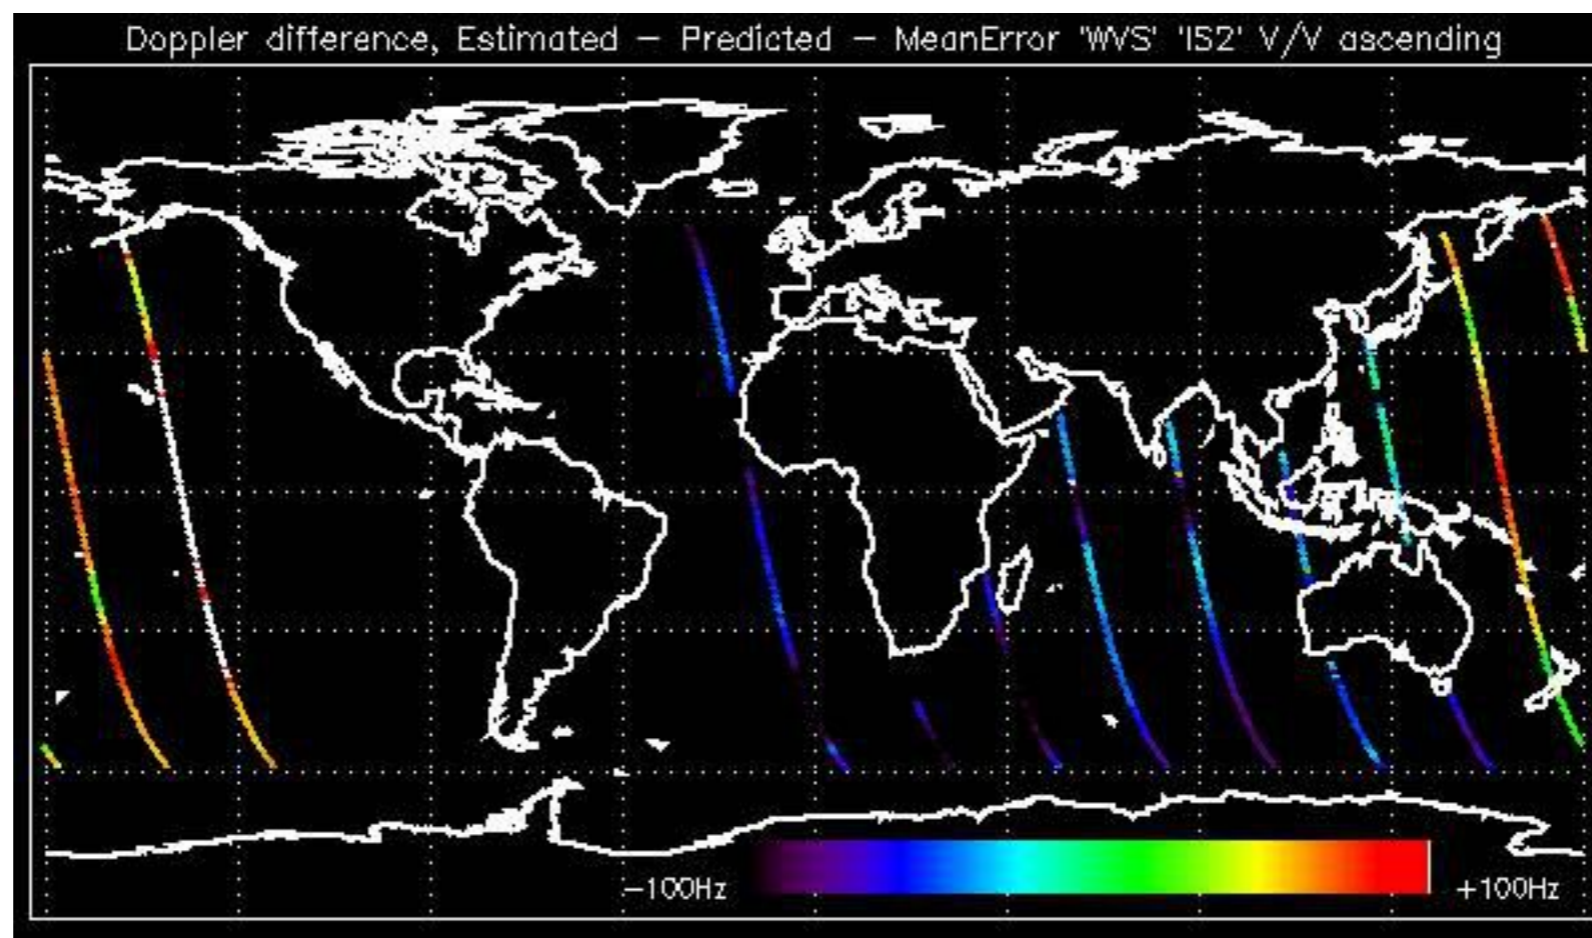 Doppler difference, Estimated – Predicted – MeanError 'WVS' 'IS2' V/V ascending
–100Hz
+100Hz